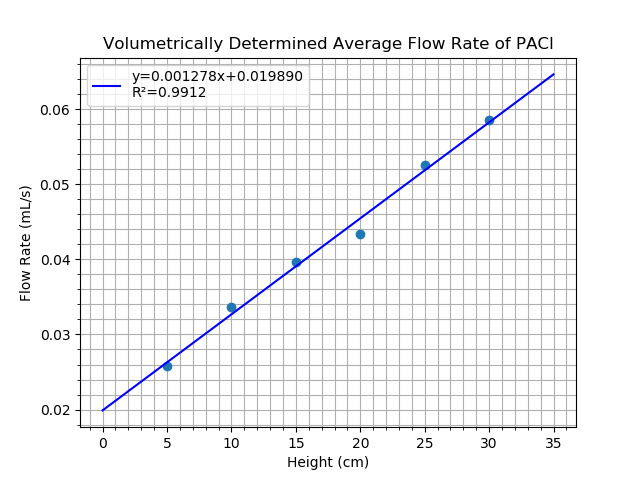 Volumetrically Determined Average Flow Rate of PACl
y=0.001278x+0.019890
R²=0.9912
0.06
0.05
0.04
0.03
0.02
Flow Rate (mL/s)
0 5 10 15 20 25 30 35
Height (cm)